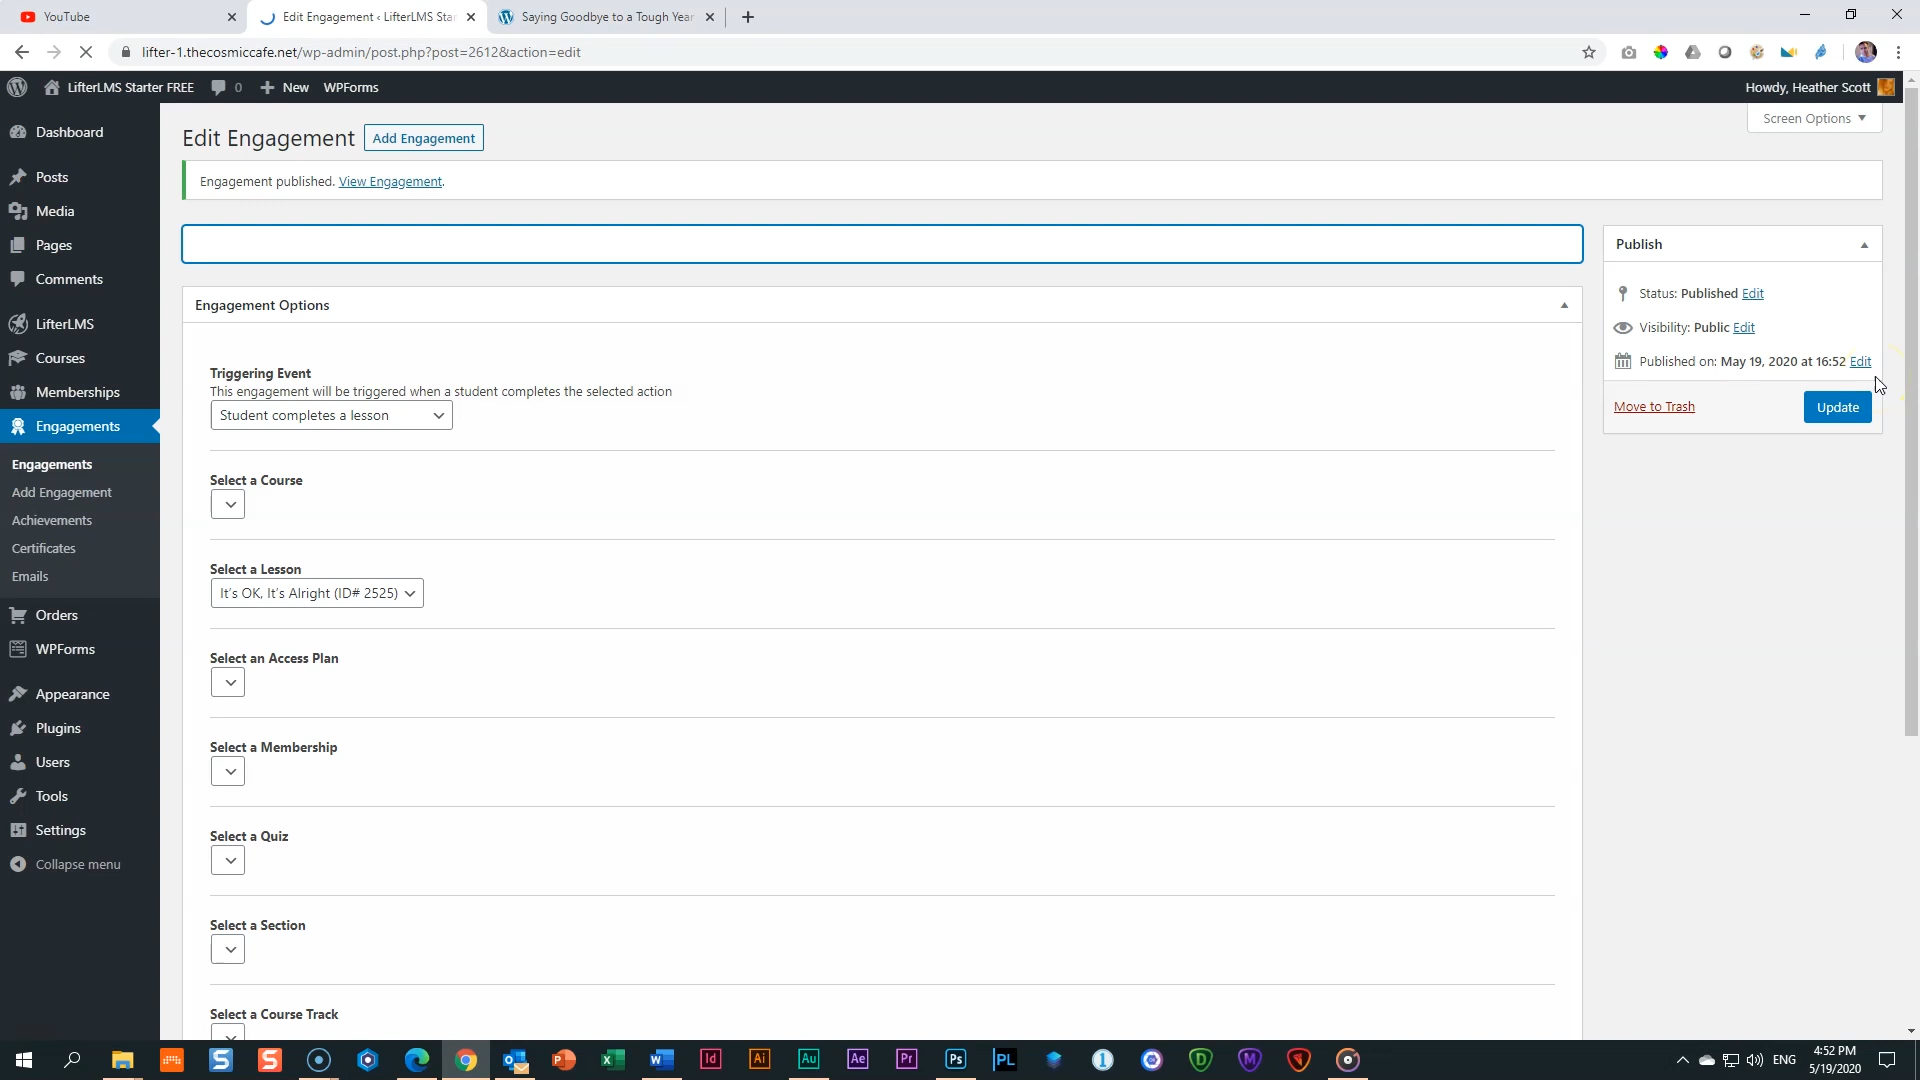 YouTube
Edit Engagement ‹ LifterLMS Star
Saying Goodbye to a Tough Year
lifter-1.thecosmiccafe.net/wp-admin/post.php?post=2612&action=edit
LifterLMS Starter FREE
0
New
WPForms
Howdy, Heather Scott
Screen Options
Dashboard
Posts
Media
Pages
Comments
LifterLMS
Courses
Memberships
Engagements
Engagements
Add Engagement
Achievements
Certificates
Emails
Orders
WPForms
Appearance
Plugins
Users
Tools
Settings
Collapse menu
Edit Engagement
Add Engagement
Engagement published. View Engagement.
Engagement Options
Triggering Event
This engagement will be triggered when a student completes the selected action
Student completes a lesson
Select a Course
Select a Lesson
It's OK, It's Alright (ID# 2525)
Select an Access Plan
Select a Membership
Select a Quiz
Select a Section
Select a Course Track
Publish
Status: Published Edit
Visibility: Public Edit
Published on: May 19, 2020 at 16:52 Edit
Move to Trash
Update
ENG
4:52 PM
5/19/2020